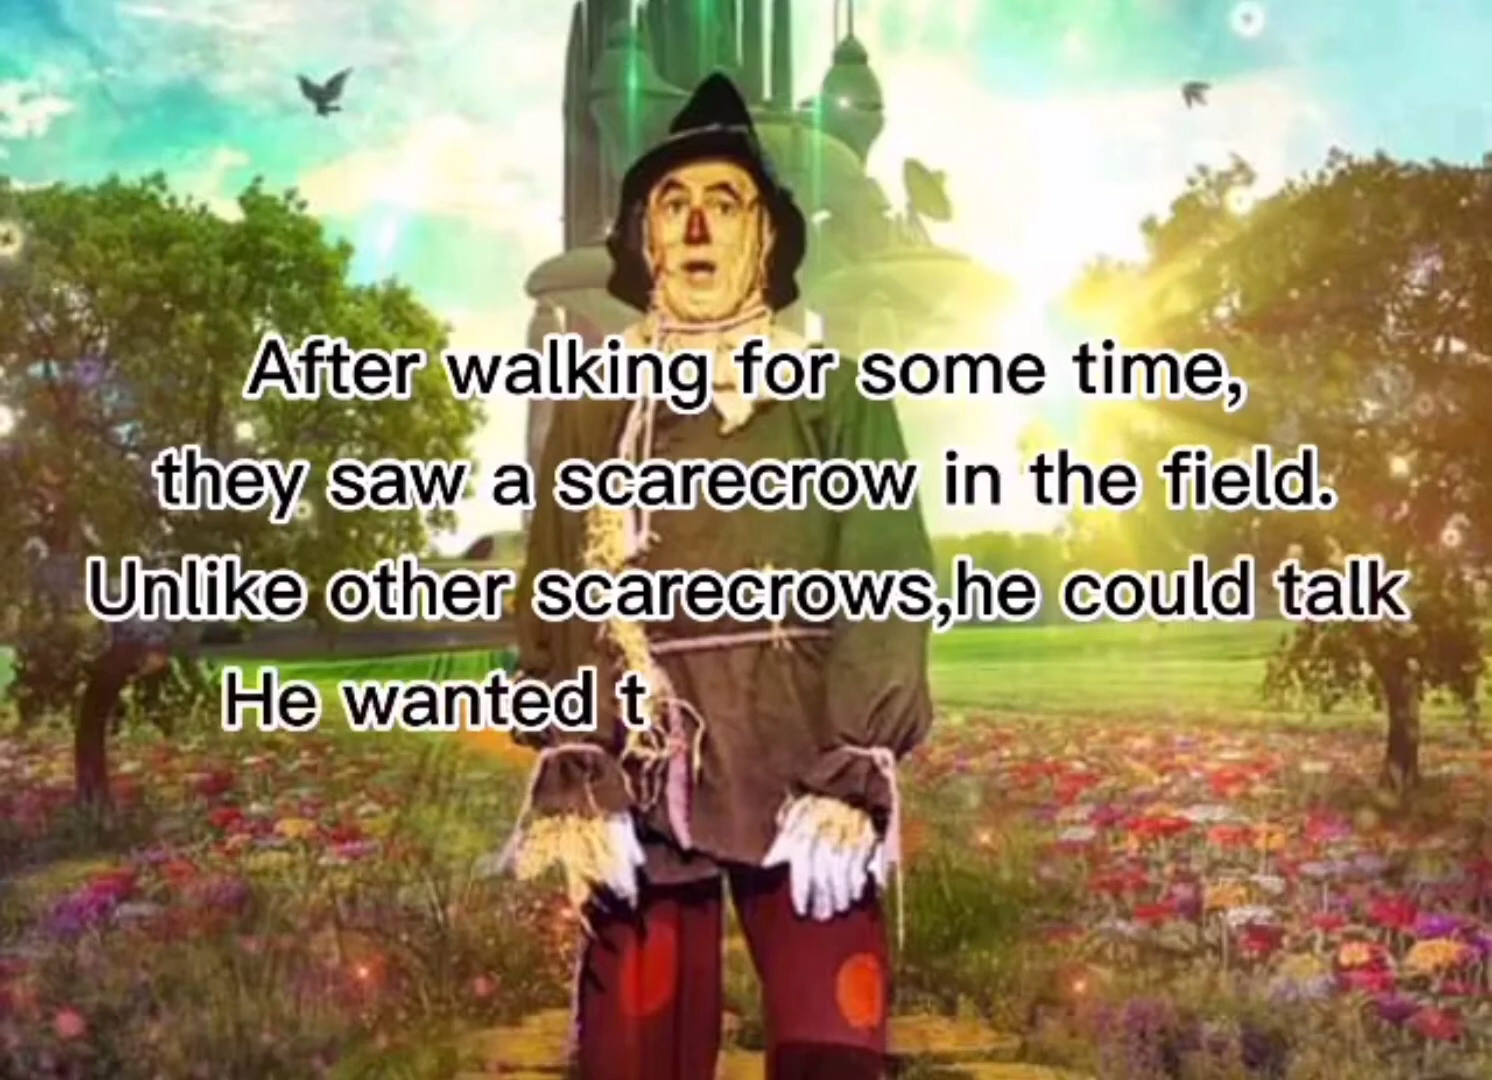 After walking for some time,
they saw a scarecrow in the field.
Unlike other scarecrows,he could talk
He wanted t